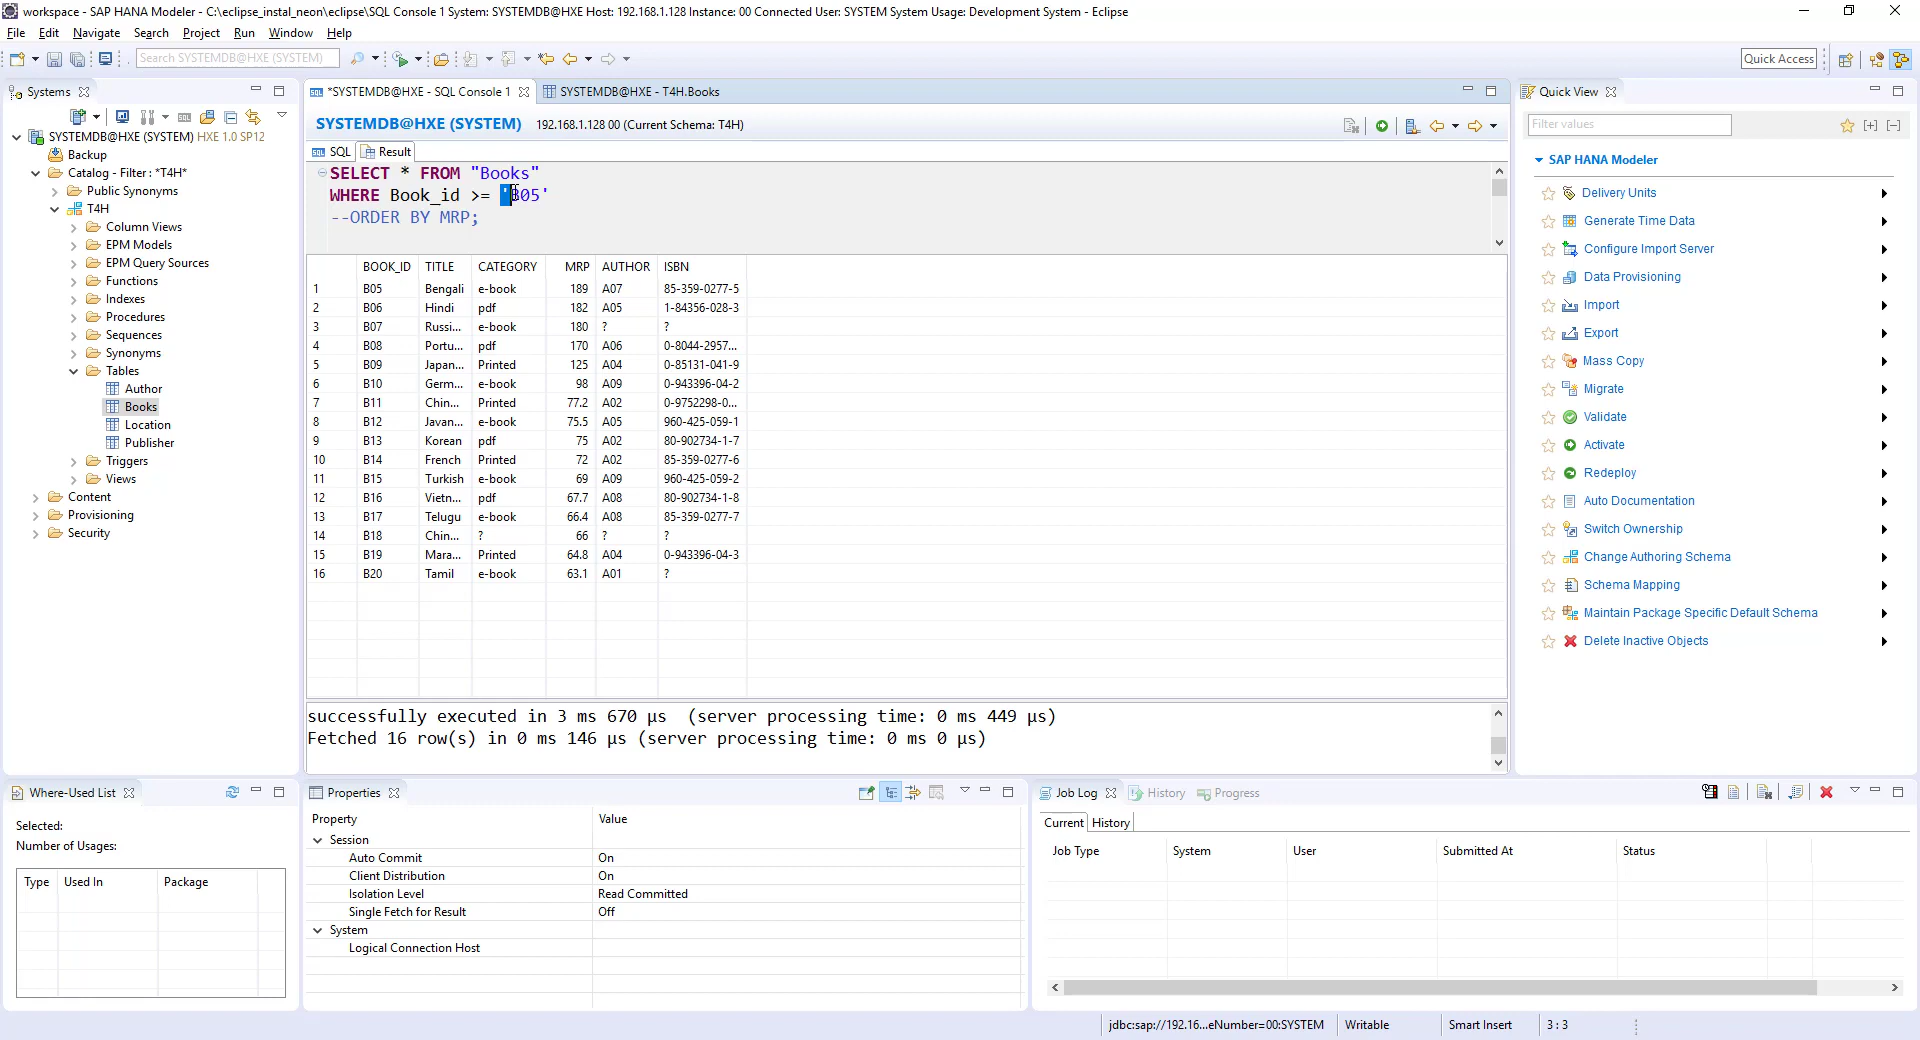 workspace - SAP HANA Modeler - C:\eclipse_instal_neon\eclipse\SQL Console 1 System: SYSTEMDB@HXE Host: 192.168.1.128 Instance: 00 Connected User: SYSTEM System Usage: Development System - Eclipse
File Edit Navigate Search Project Run Window Help
Search SYSTEMDB@HXE (SYSTEM)
Quick Access
Systems
SYSTEMDB@HXE (SYSTEM) HXE 1.0 SP12
Backup
Catalog - Filter : *T4H*
Public Synonyms
T4H
Column Views
EPM Models
EPM Query Sources
Functions
Indexes
Procedures
Sequences
Synonyms
Tables
Author
Books
Location
Publisher
Triggers
Views
Content
Provisioning
Security
*SYSTEMDB@HXE - SQL Console 1
SYSTEMDB@HXE - T4H.Books
SYSTEMDB@HXE (SYSTEM) 192.168.1.128 00 (Current Schema: T4H)
SQL Result
SELECT * FROM "Books"
WHERE Book_id >= 'B05'
--ORDER BY MRP;
BOOK_ID TITLE CATEGORY MRP AUTHOR ISBN
1 B05 Bengali e-book 189 A07 85-359-0277-5
2 B06 Hindi pdf 182 A05 1-84356-028-3
3 B07 Russi... e-book 180 ? ?
4 B08 Portu... pdf 170 A06 0-8044-2957...
5 B09 Japan... Printed 125 A04 0-85131-041-9
6 B10 Germ... e-book 98 A09 0-943396-04-2
7 B11 Chin... Printed 77.2 A02 0-9752298-0...
8 B12 Javan... e-book 75.5 A05 960-425-059-1
9 B13 Korean pdf 75 A02 80-902734-1-7
10 B14 French Printed 72 A02 85-359-0277-6
11 B15 Turkish e-book 69 A09 960-425-059-2
12 B16 Vietn... pdf 67.7 A08 80-902734-1-8
13 B17 Telugu e-book 66.4 A08 85-359-0277-7
14 B18 Chin... ? 66 ? ?
15 B19 Mara... Printed 64.8 A04 0-943396-04-3
16 B20 Tamil e-book 63.1 A01 ?
successfully executed in 3 ms 670 µs (server processing time: 0 ms 449 µs)
Fetched 16 row(s) in 0 ms 146 µs (server processing time: 0 ms 0 µs)
Quick View
Filter values
SAP HANA Modeler
Delivery Units
Generate Time Data
Configure Import Server
Data Provisioning
Import
Export
Mass Copy
Migrate
Validate
Activate
Redeploy
Auto Documentation
Switch Ownership
Change Authoring Schema
Schema Mapping
Maintain Package Specific Default Schema
Delete Inactive Objects
Where-Used List
Selected:
Number of Usages:
Type Used In Package
Properties
Property Value
Session
Auto Commit On
Client Distribution On
Isolation Level Read Committed
Single Fetch for Result Off
System
Logical Connection Host
Job Log History Progress
Current History
Job Type System User Submitted At Status
jdbc:sap://192.16...eNumber=00:SYSTEM Writable Smart Insert 3 : 3